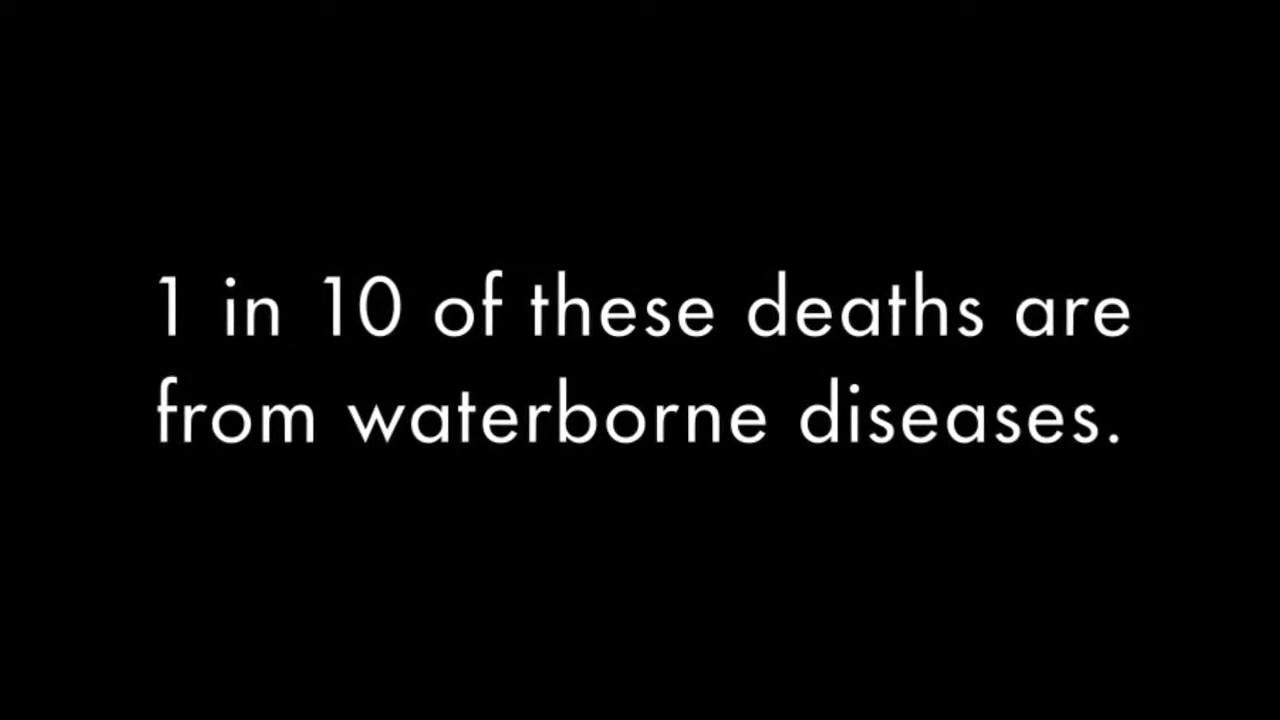 1 in 10 of these deaths are
from waterborne diseases.